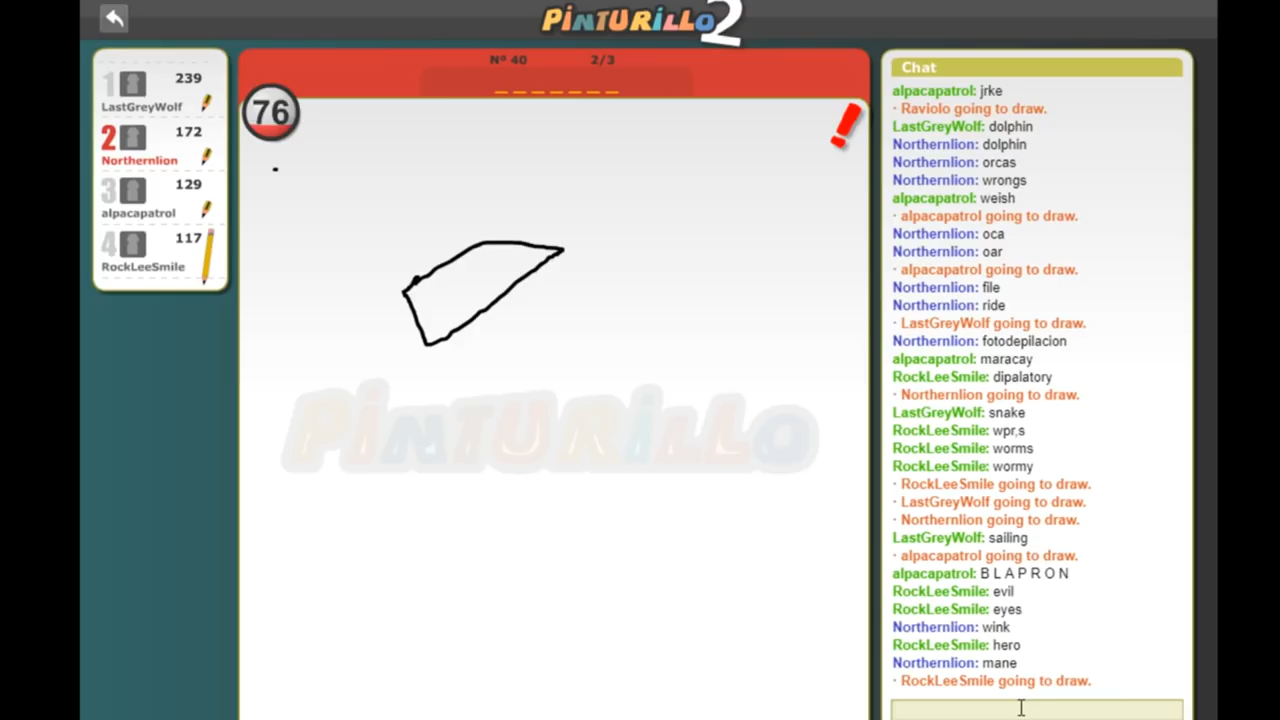 PiNTURiLLO 2
Nº 40 2/3
_ _ _ _ _ _ _
76
1 239
LastGreyWolf
2 172
Northernlion
3 129
alpacapatrol
4 117
RockLeeSmile
PiNTURiLLO
Chat
alpacapatrol: jrke
· Raviolo going to draw.
LastGreyWolf: dolphin
Northernlion: dolphin
Northernlion: orcas
Northernlion: wrongs
alpacapatrol: weish
· alpacapatrol going to draw.
Northernlion: oca
Northernlion: oar
· alpacapatrol going to draw.
Northernlion: file
Northernlion: ride
· LastGreyWolf going to draw.
Northernlion: fotodepilacion
alpacapatrol: maracay
RockLeeSmile: dipalatory
· Northernlion going to draw.
LastGreyWolf: snake
RockLeeSmile: wpr,s
RockLeeSmile: worms
RockLeeSmile: wormy
· RockLeeSmile going to draw.
· LastGreyWolf going to draw.
· Northernlion going to draw.
LastGreyWolf: sailing
· alpacapatrol going to draw.
alpacapatrol: B L A P R O N
RockLeeSmile: evil
RockLeeSmile: eyes
Northernlion: wink
RockLeeSmile: hero
Northernlion: mane
· RockLeeSmile going to draw.